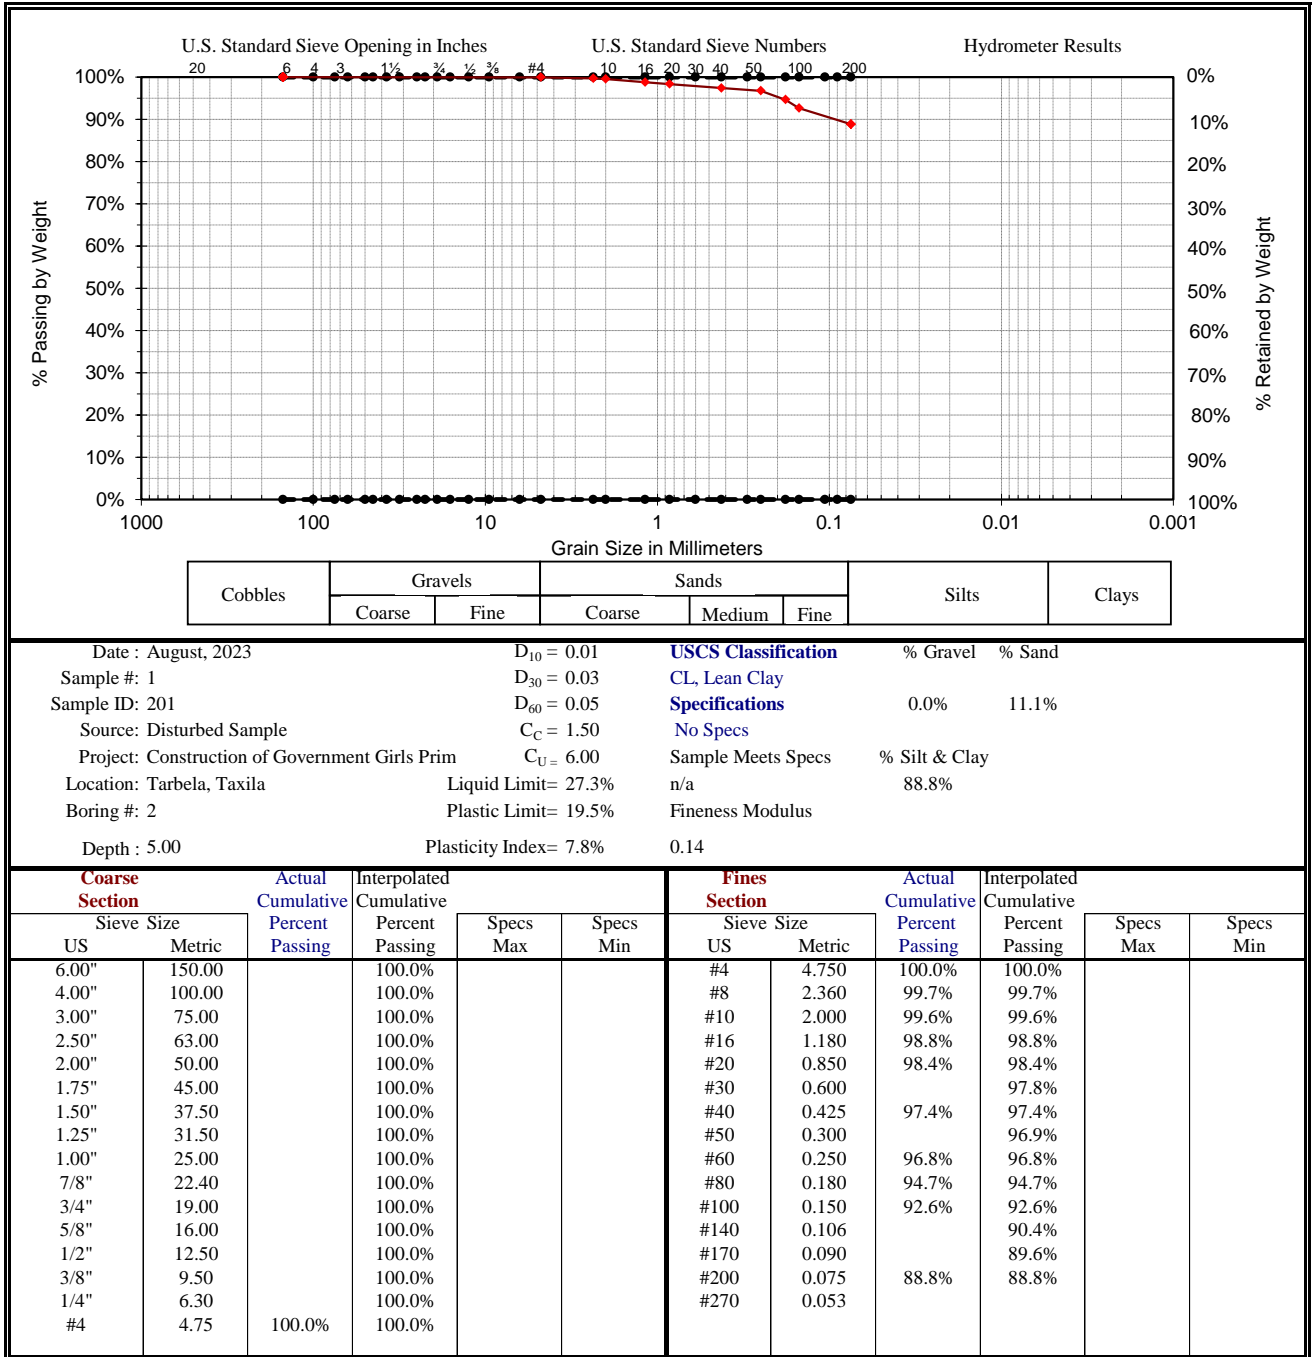 U.S. Standard Sieve Opening in Inches U.S. Standard Sieve Numbers Hydrometer Results
20 6 4 3 1½ ¾ ½ ⅜ #4 10 16 20 30 40 50 100 200
100% 0%
90% 10%
80% 20%
70% 30%
60% 40%
50% 50%
40% 60%
30% 70%
20% 80%
10% 90%
0% 100%
% Passing by Weight
% Retained by Weight
1000 100 10 1 0.1 0.01 0.001
Grain Size in Millimeters
Cobbles Gravels Sands Silts Clays
Coarse Fine Coarse Medium Fine
Date : August, 2023 D10 = 0.01 USCS Classification % Gravel % Sand
Sample #: 1 D30 = 0.03 CL, Lean Clay
Sample ID: 201 D60 = 0.05 Specifications 0.0% 11.1%
Source: Disturbed Sample CC = 1.50 No Specs
Project: Construction of Government Girls Prim CU = 6.00 Sample Meets Specs % Silt & Clay
Location: Tarbela, Taxila Liquid Limit= 27.3% n/a 88.8%
Boring #: 2 Plastic Limit= 19.5% Fineness Modulus
Depth : 5.00 Plasticity Index= 7.8% 0.14
Coarse Actual Interpolated Fines Actual Interpolated
Section Cumulative Cumulative Section Cumulative Cumulative
Sieve Size Percent Percent Specs Specs Sieve Size Percent Percent Specs Specs
US Metric Passing Passing Max Min US Metric Passing Passing Max Min
6.00" 150.00 100.0% #4 4.750 100.0% 100.0%
4.00" 100.00 100.0% #8 2.360 99.7% 99.7%
3.00" 75.00 100.0% #10 2.000 99.6% 99.6%
2.50" 63.00 100.0% #16 1.180 98.8% 98.8%
2.00" 50.00 100.0% #20 0.850 98.4% 98.4%
1.75" 45.00 100.0% #30 0.600 97.8%
1.50" 37.50 100.0% #40 0.425 97.4% 97.4%
1.25" 31.50 100.0% #50 0.300 96.9%
1.00" 25.00 100.0% #60 0.250 96.8% 96.8%
7/8" 22.40 100.0% #80 0.180 94.7% 94.7%
3/4" 19.00 100.0% #100 0.150 92.6% 92.6%
5/8" 16.00 100.0% #140 0.106 90.4%
1/2" 12.50 100.0% #170 0.090 89.6%
3/8" 9.50 100.0% #200 0.075 88.8% 88.8%
1/4" 6.30 100.0% #270 0.053
#4 4.75 100.0% 100.0%